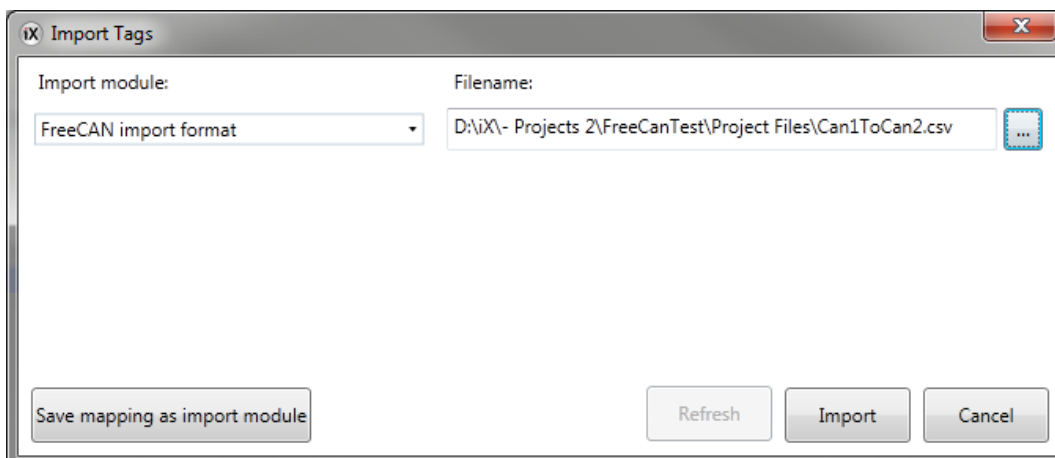 iX Import Tags
X
Import module: Filename:
FreeCAN import format D:\iX\- Projects 2\FreeCanTest\Project Files\Can1ToCan2.csv ...
Save mapping as import module Refresh Import Cancel